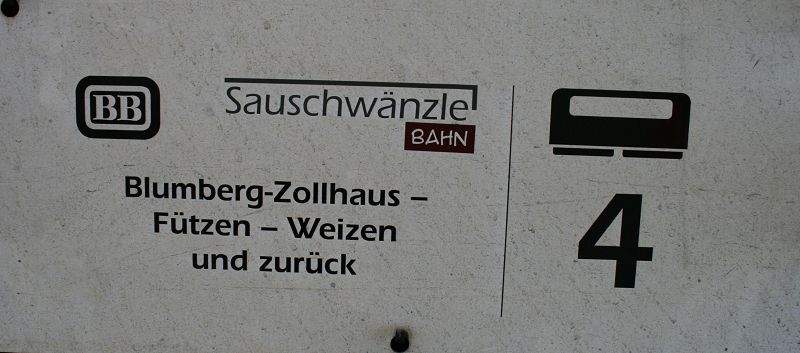 BB
Sauschwänzle
BAHN
Blumberg-Zollhaus –
Fützen – Weizen
und zurück
4